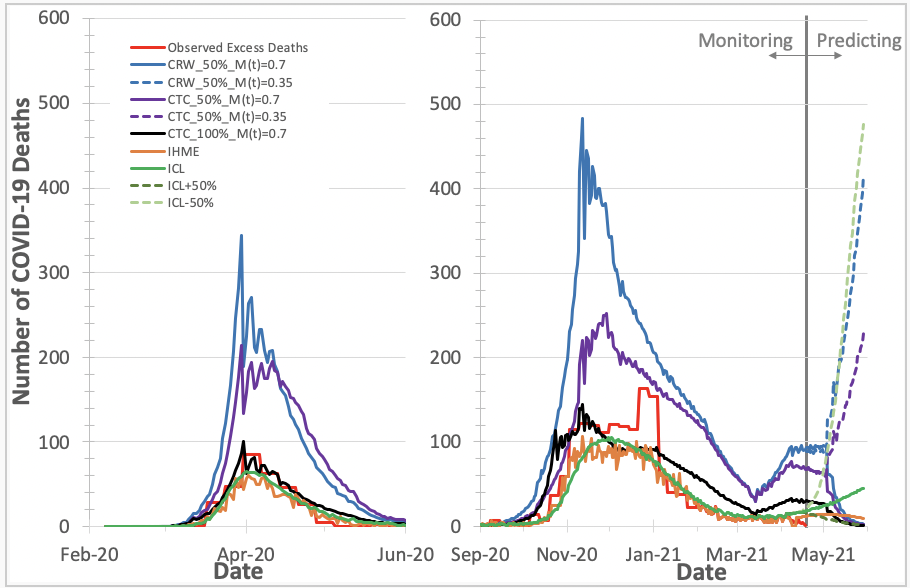 Number of COVID-19 Deaths
600
500
400
300
200
100
0
Observed Excess Deaths
CRW_50%_M(t)=0.7
CRW_50%_M(t)=0.35
CTC_50%_M(t)=0.7
CTC_50%_M(t)=0.35
CTC_100%_M(t)=0.7
IHME
ICL
ICL+50%
ICL-50%
Feb-20 Apr-20 Jun-20
Date
600
500
400
300
200
100
0
Monitoring Predicting
Sep-20 Nov-20 Jan-21 Mar-21 May-21
Date